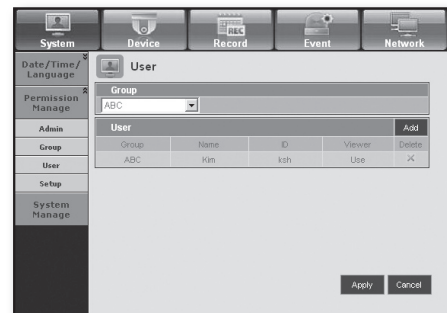 System Device Record Event Network
REC
Date/Time/
Language
User
Permission
Manage
Group
ABC
Admin
Group
User
Setup
System
Manage
User Add
Group Name ID Viewer Delete
ABC Kim ksh Use X
Apply Cancel